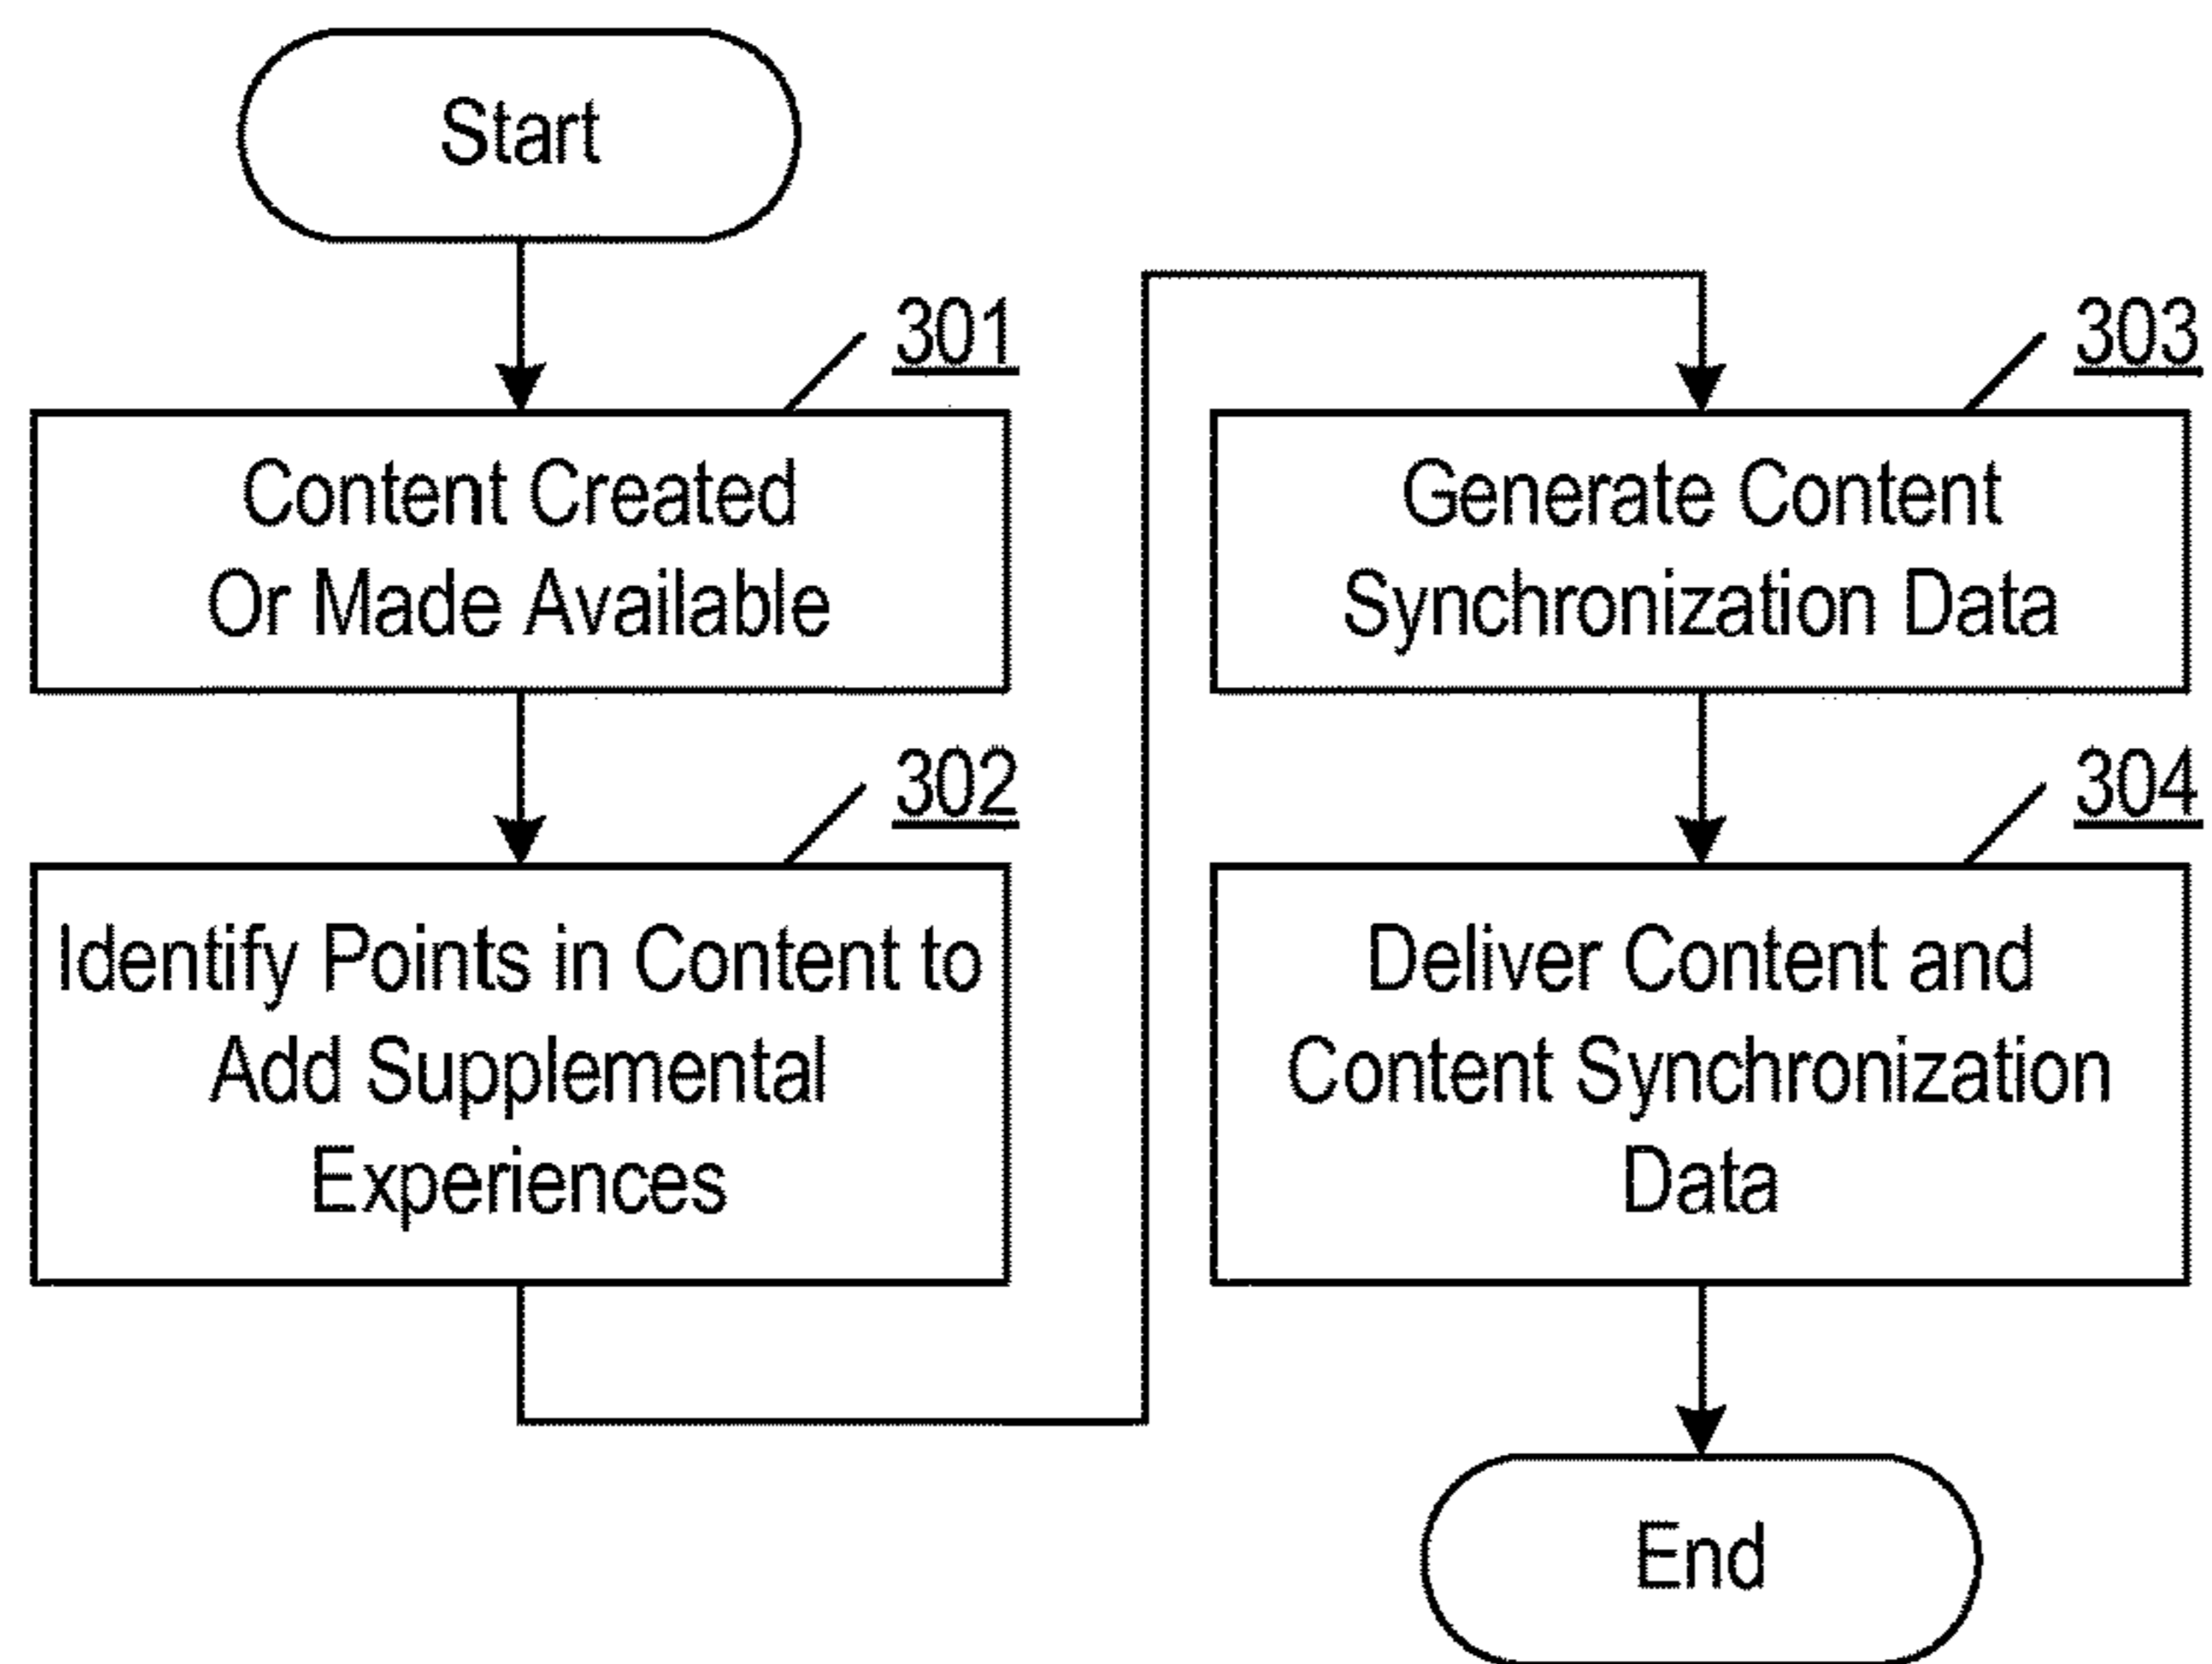 Start
301
Content Created
Or Made Available
302
Identify Points in Content to
Add Supplemental
Experiences
303
Generate Content
Synchronization Data
304
Deliver Content and
Content Synchronization
Data
End